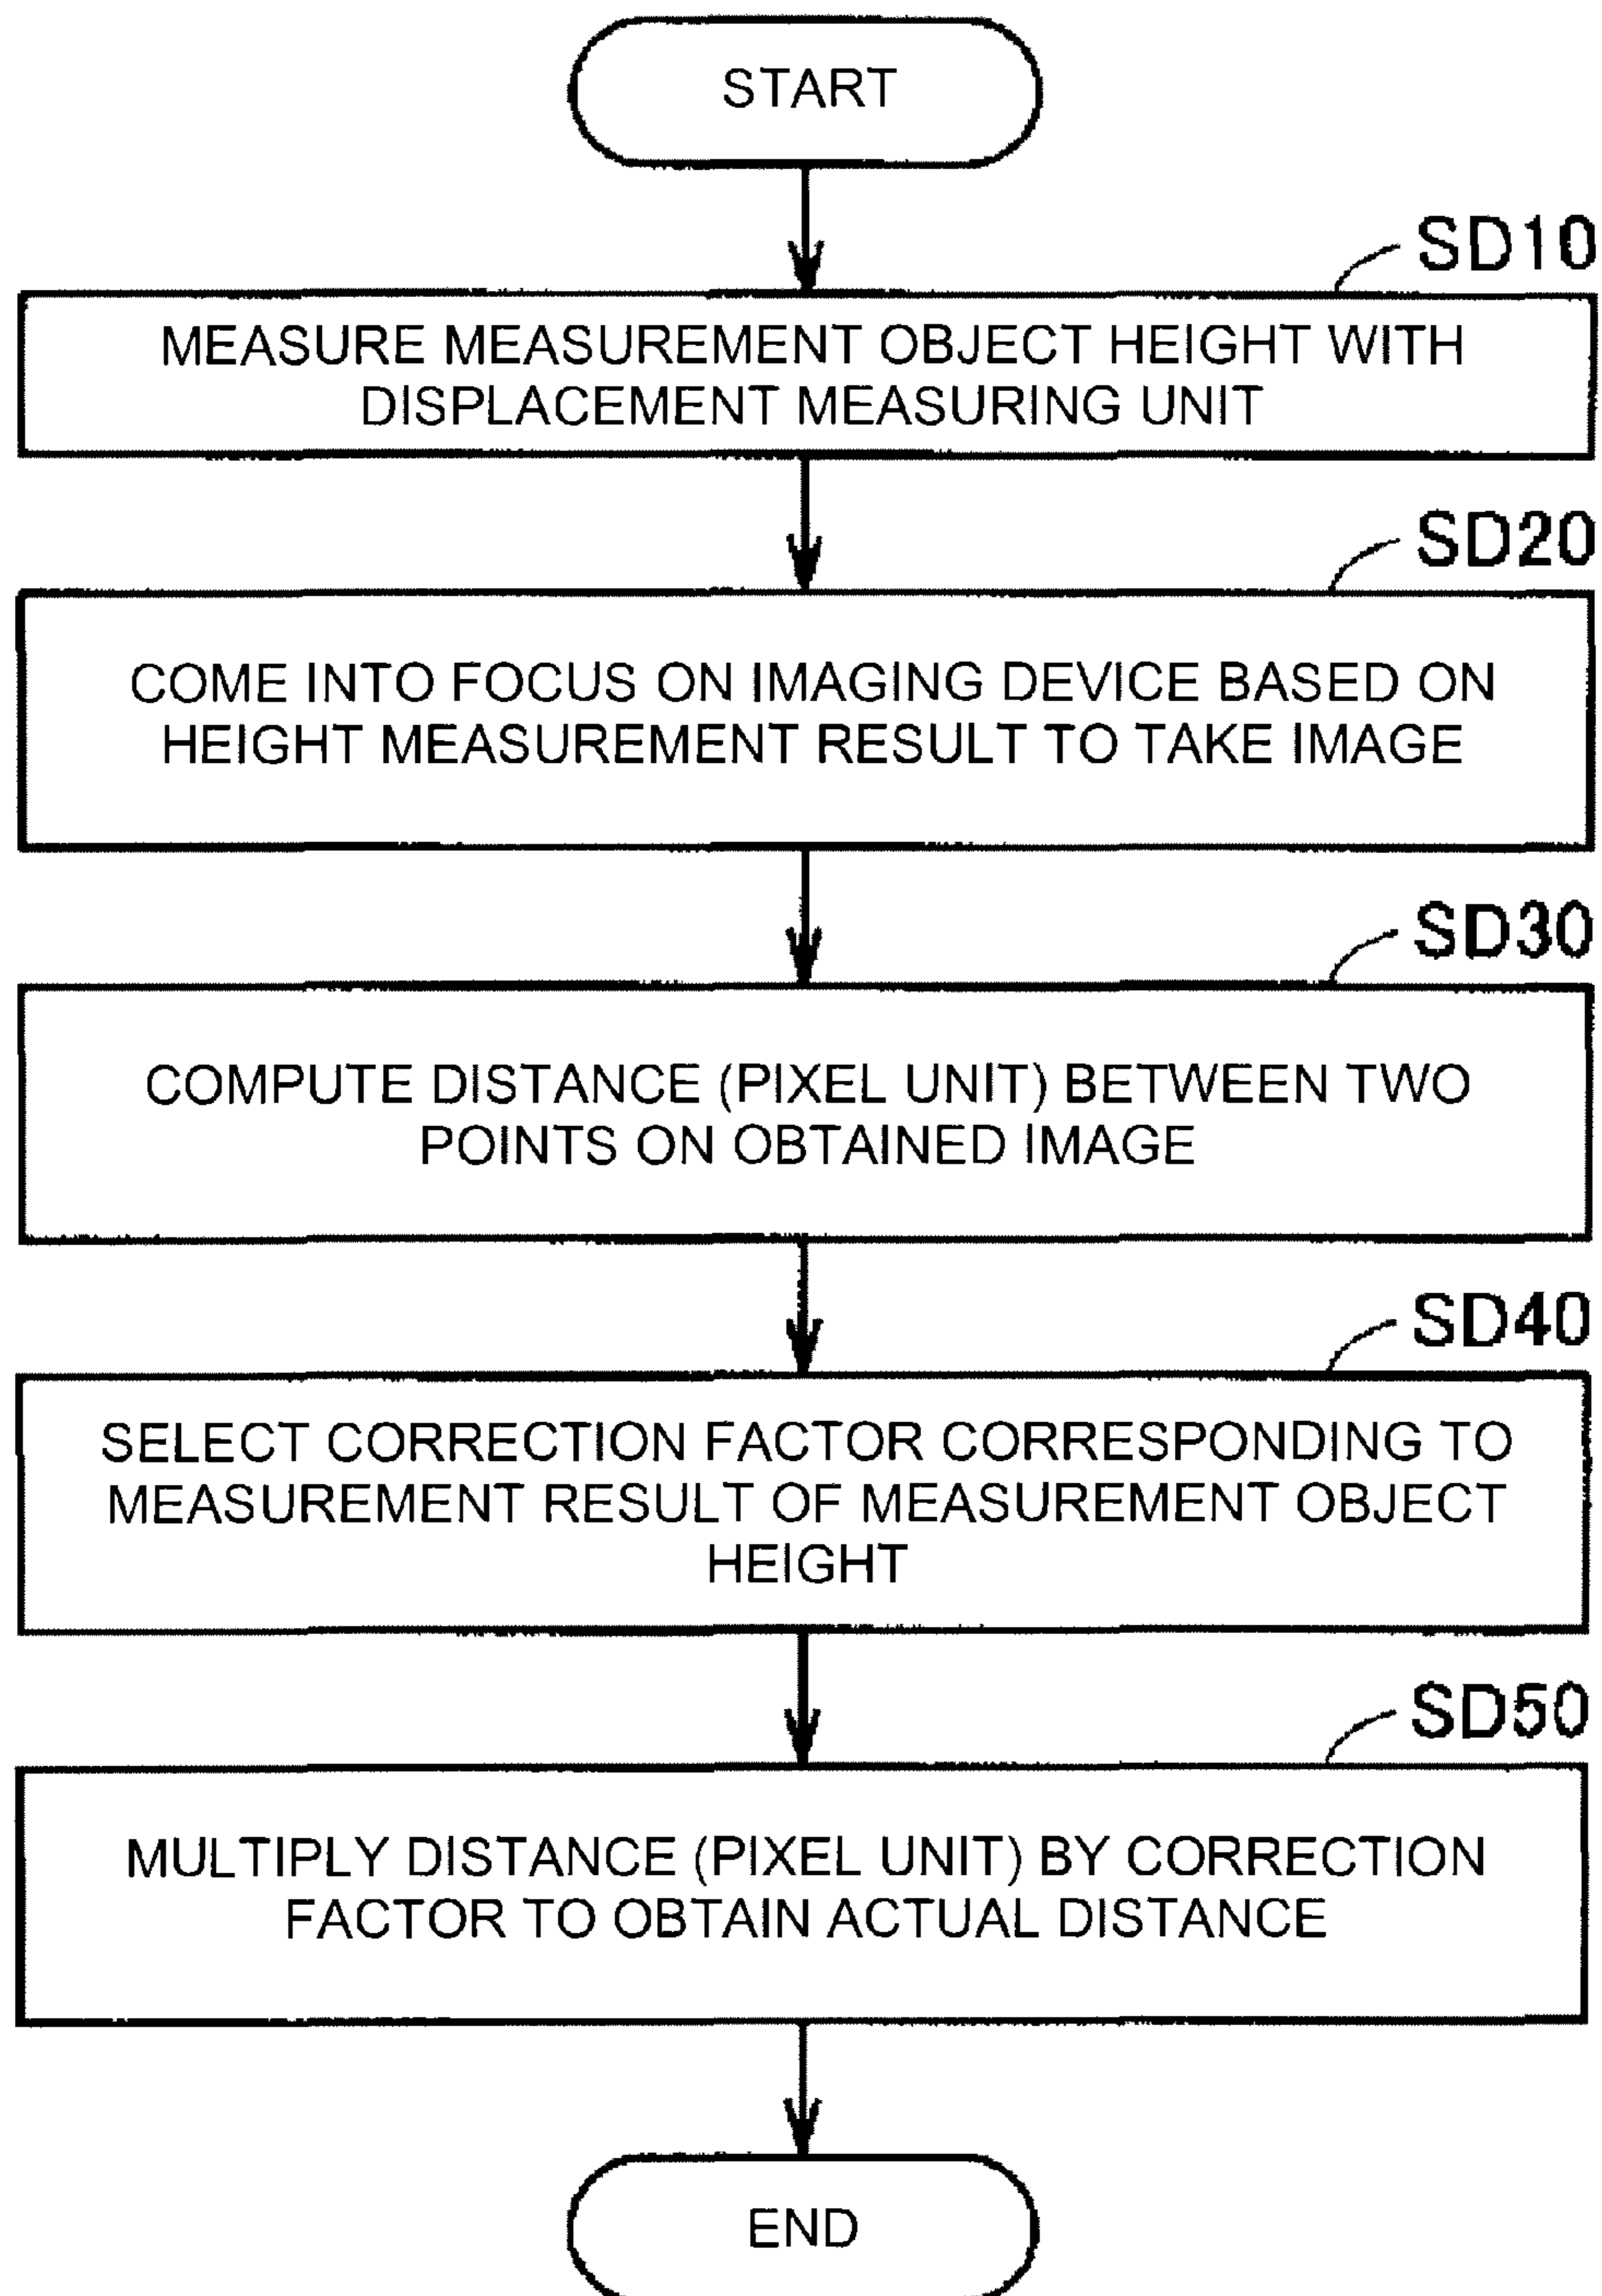 START
SD10
MEASURE MEASUREMENT OBJECT HEIGHT WITH
DISPLACEMENT MEASURING UNIT
SD20
COME INTO FOCUS ON IMAGING DEVICE BASED ON
HEIGHT MEASUREMENT RESULT TO TAKE IMAGE
SD30
COMPUTE DISTANCE (PIXEL UNIT) BETWEEN TWO
POINTS ON OBTAINED IMAGE
SD40
SELECT CORRECTION FACTOR CORRESPONDING TO
MEASUREMENT RESULT OF MEASUREMENT OBJECT
HEIGHT
SD50
MULTIPLY DISTANCE (PIXEL UNIT) BY CORRECTION
FACTOR TO OBTAIN ACTUAL DISTANCE
END